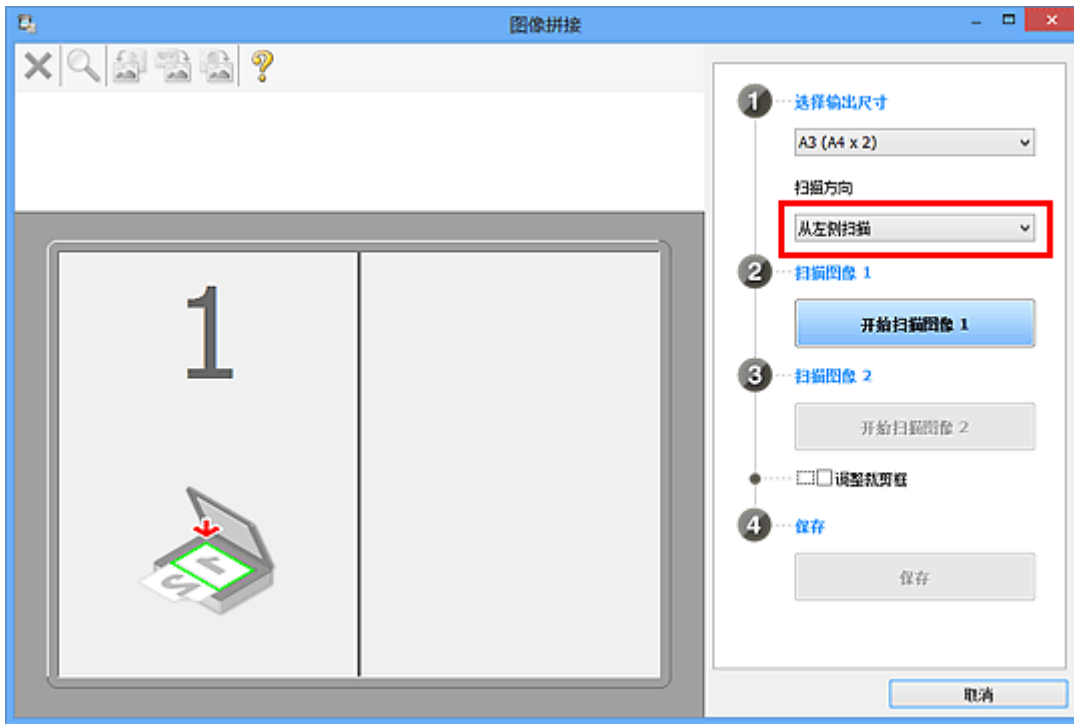 图像拼接
1 选择输出尺寸
A3 (A4 x 2)
扫描方向
从左侧扫描
2 扫描图像 1
开始扫描图像 1
3 扫描图像 2
开始扫描图像 2
调整裁剪框
4 保存
保存
取消
1
1
2